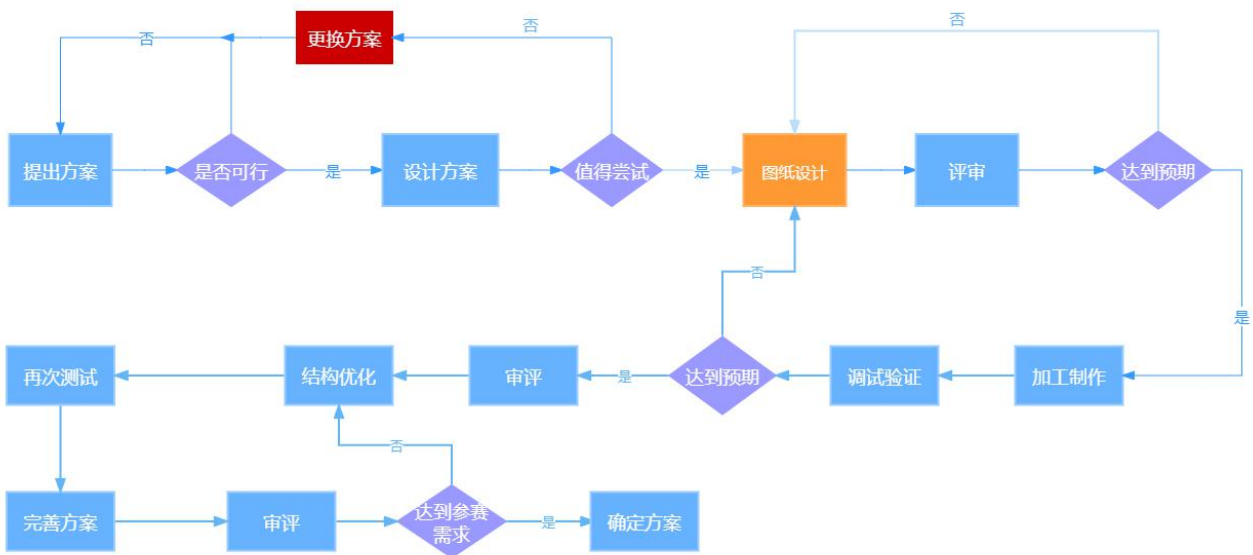 否
更换方案
否
否
提出方案
是否可行
是
设计方案
值得尝试
是
图纸设计
评审
达到预期
否
是
再次测试
结构优化
审评
是
达到预期
调试验证
加工制作
否
完善方案
审评
达到参赛
需求
是
确定方案